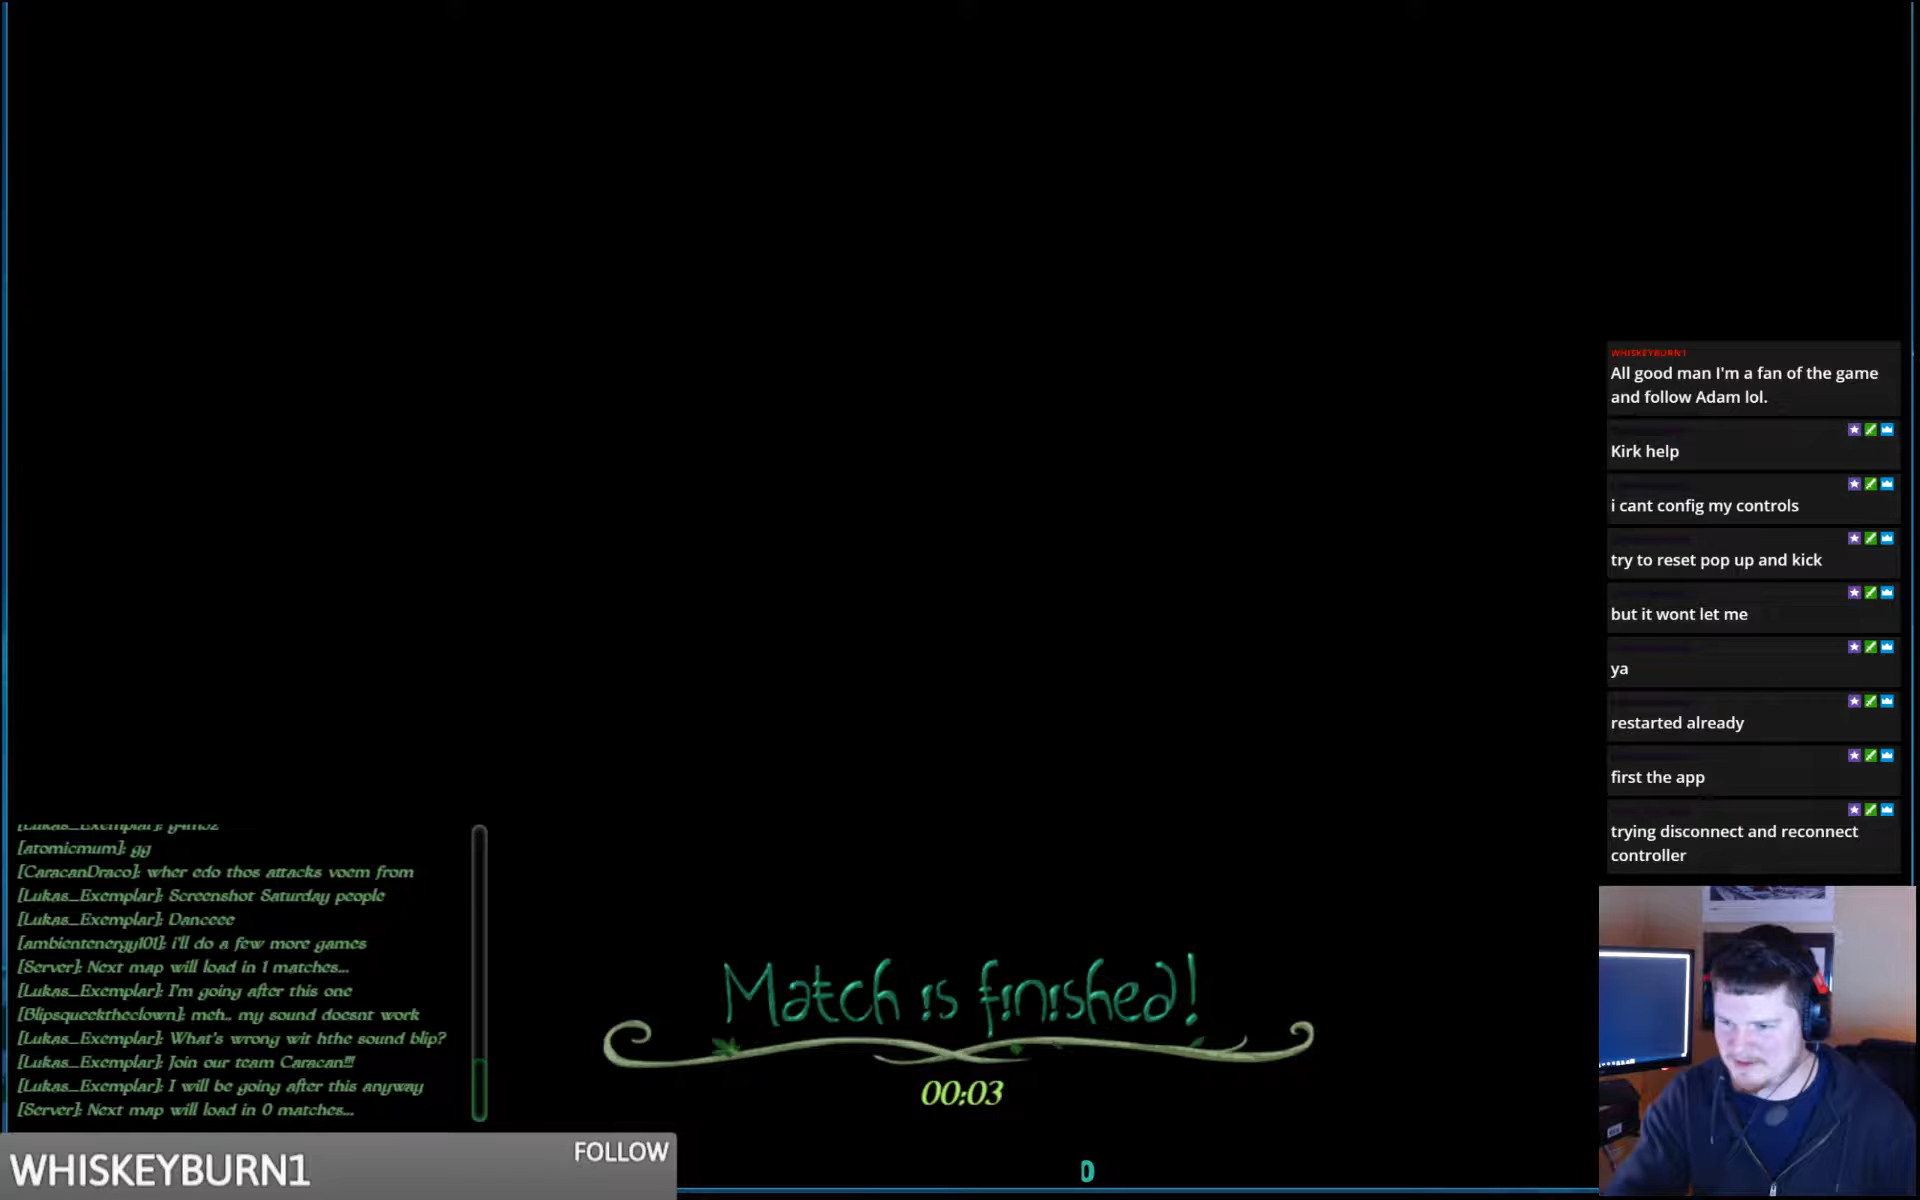 WHISKEYBURN1
All good man I'm a fan of the game
and follow Adam lol.
Kirk help
i cant config my controls
try to reset pop up and kick
but it wont let me
ya
restarted already
first the app
trying disconnect and reconnect
controller
[Lukas_Exemplar]:
[atomicmum]: gg
[CaracanDraco]: wher edo thos attacks voem from
[Lukas_Exemplar]: Screenshot Saturday people
[Lukas_Exemplar]: Danceee
[ambientenergy101]: i'll do a few more games
[Server]: Next map will load in 1 matches...
[Lukas_Exemplar]: I'm going after this one
[Blipsqueektheclown]: meh.. my sound doesnt work
[Lukas_Exemplar]: What's wrong wit hthe sound blip?
[Lukas_Exemplar]: Join our team Caracan!!!
[Lukas_Exemplar]: I will be going after this anyway
[Server]: Next map will load in 0 matches...
Match is finished!
00:03
WHISKEYBURN1
FOLLOW
0